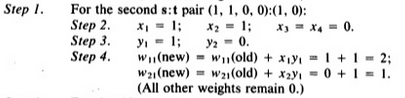 Step 1. For the second s:t pair (1, 1, 0, 0):(1, 0):
Step 2. x₁ = 1; x₂ = 1; x₃ = x₄ = 0.
Step 3. y₁ = 1; y₂ = 0.
Step 4. w₁₁(new) = w₁₁(old) + x₁y₁ = 1 + 1 = 2;
w₂₁(new) = w₂₁(old) + x₂y₁ = 0 + 1 = 1.
(All other weights remain 0.)